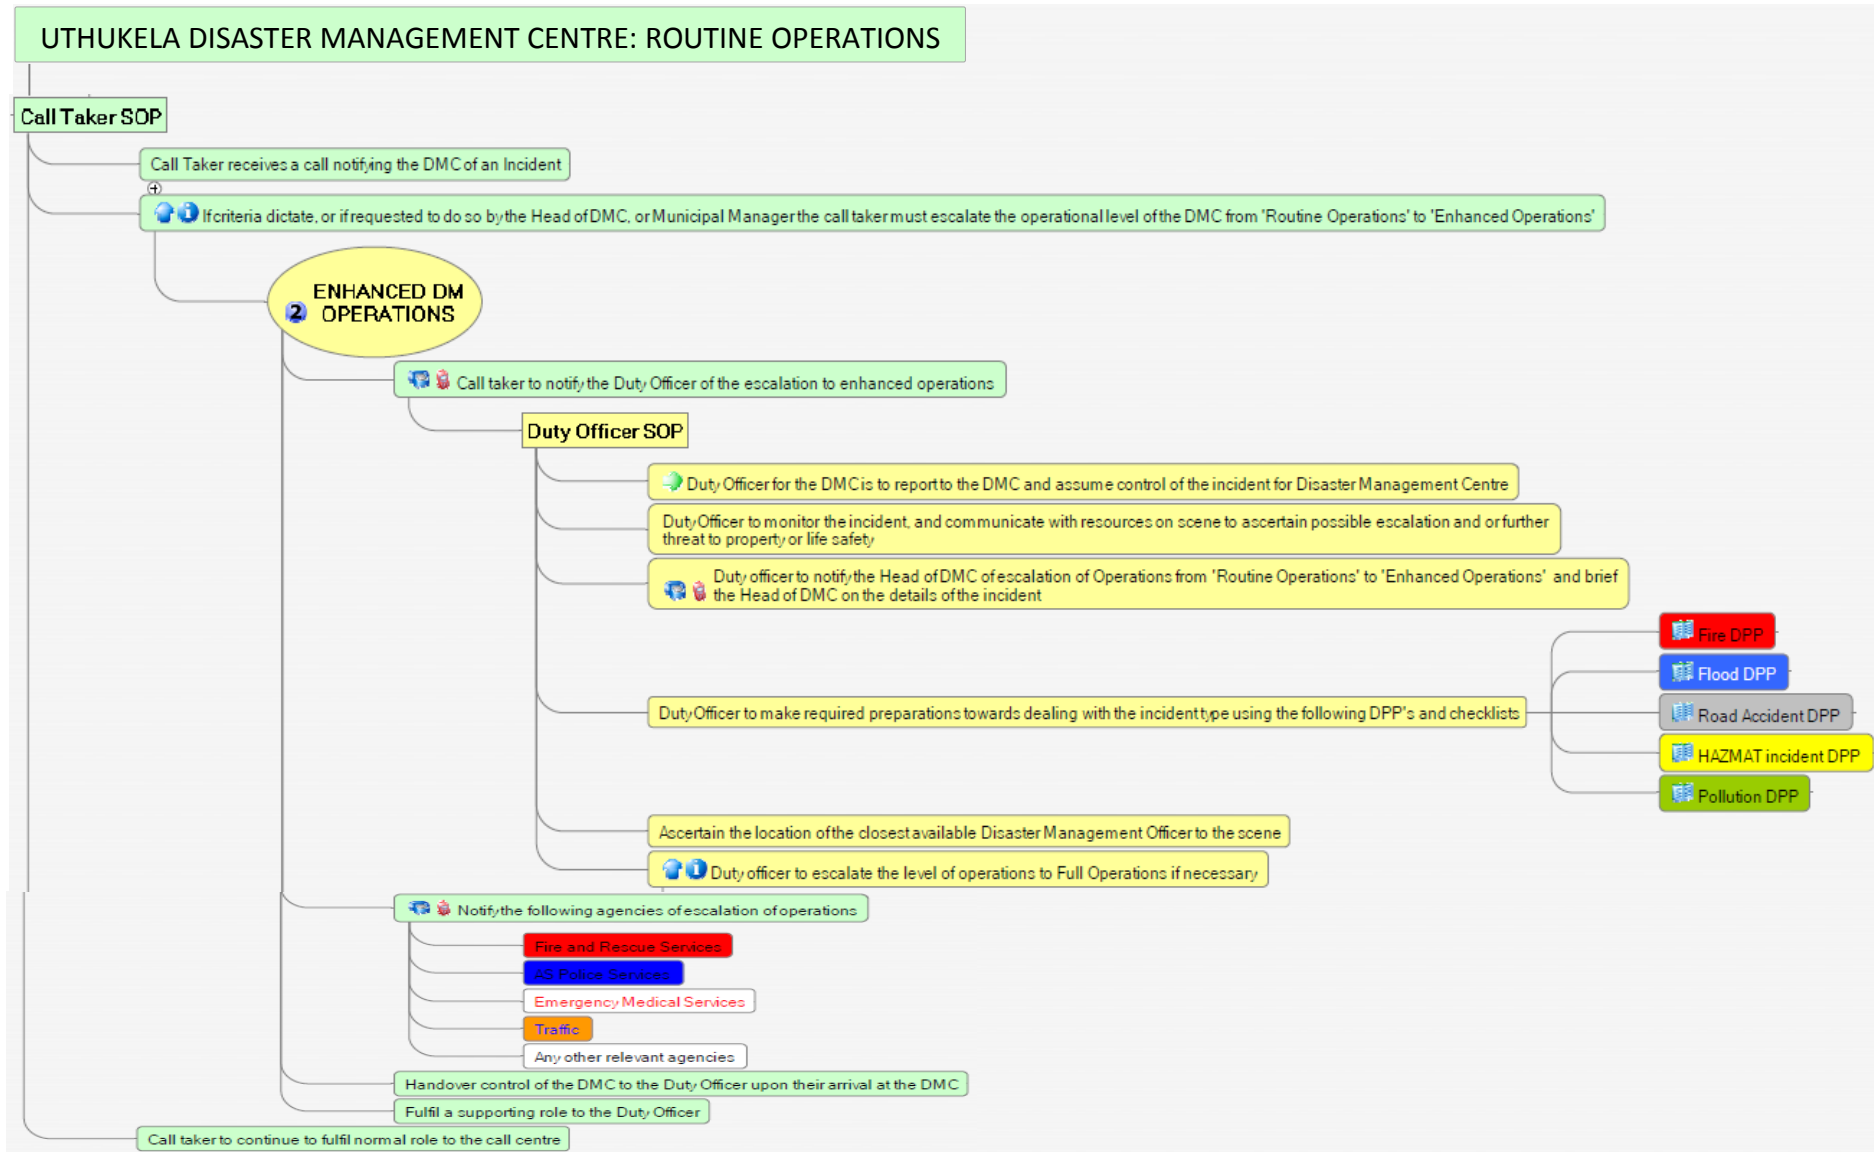 UTHUKELA DISASTER MANAGEMENT CENTRE: ROUTINE OPERATIONS
Call Taker SOP
Call Taker receives a call notifying the DMC of an Incident
If criteria dictate, or if requested to do so by the Head of DMC, or Municipal Manager the call taker must escalate the operational level of the DMC from 'Routine Operations' to 'Enhanced Operations'
2
ENHANCED DM
OPERATIONS
Call taker to notify the Duty Officer of the escalation to enhanced operations
Duty Officer SOP
Duty Officer for the DMC is to report to the DMC and assume control of the incident for Disaster Management Centre
Duty Officer to monitor the incident, and communicate with resources on scene to ascertain possible escalation and or further
threat to property or life safety
Duty officer to notify the Head of DMC of escalation of Operations from 'Routine Operations' to 'Enhanced Operations' and brief
the Head of DMC on the details of the incident
Duty Officer to make required preparations towards dealing with the incident type using the following DPP's and checklists
Fire DPP
Flood DPP
Road Accident DPP
HAZMAT incident DPP
Pollution DPP
Ascertain the location of the closest available Disaster Management Officer to the scene
Duty officer to escalate the level of operations to Full Operations if necessary
Notify the following agencies of escalation of operations
Fire and Rescue Services
AS Police Services
Emergency Medical Services
Traffic
Any other relevant agencies
Handover control of the DMC to the Duty Officer upon their arrival at the DMC
Fulfil a supporting role to the Duty Officer
Call taker to continue to fulfil normal role to the call centre